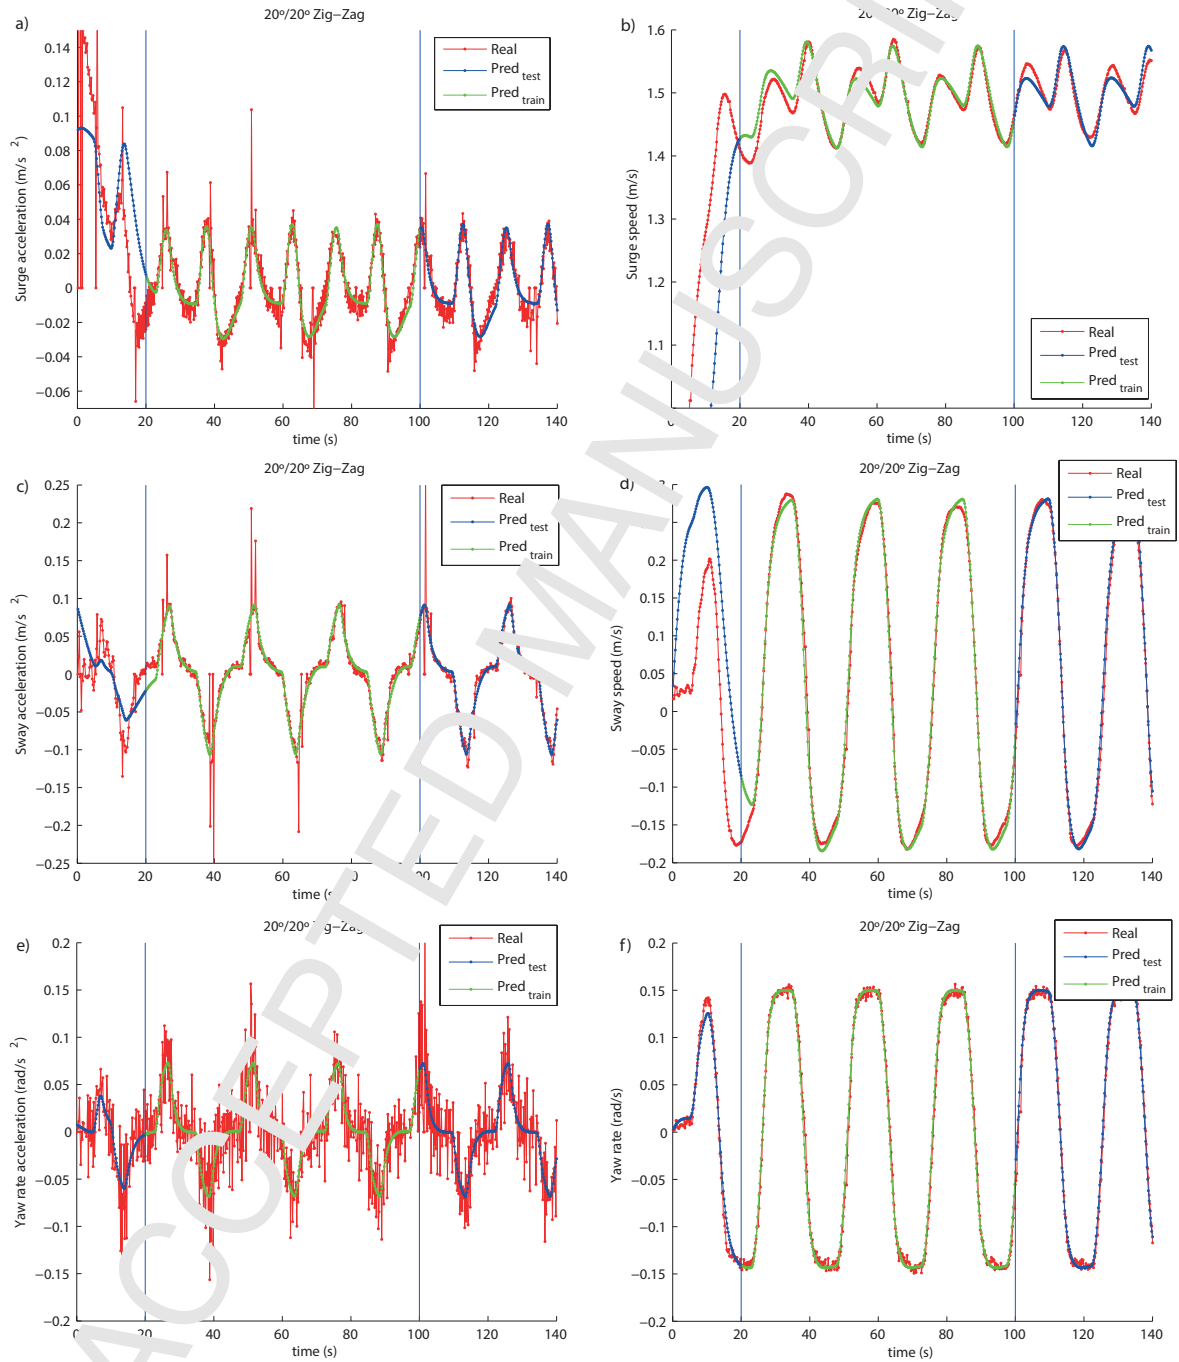 a)
20º/20º Zig−Zag
Surge acceleration (m/s 2)
0.14
0.12
0.1
0.08
0.06
0.04
0.02
0
−0.02
−0.04
−0.06
0 20 40 60 80 100 120 140
time (s)
Real
Pred test
Pred train
b)
Zig−Zag
Surge speed (m/s)
1.6
1.5
1.4
1.3
1.2
1.1
0 20 40 60 80 100 120 140
time (s)
Real
Pred test
Pred train
c)
20º/20º Zig−Zag
Sway acceleration (m/s 2)
0.25
0.2
0.15
0.1
0.05
0
−0.05
−0.1
−0.15
−0.2
−0.25
0 20 40 60 80 100 120 140
time (s)
Real
Pred test
Pred train
d)
20º/20º Zig−Zag
Sway speed (m/s)
0.2
0.15
0.1
0.05
0
−0.05
−0.1
−0.15
−0.2
0 20 40 60 80 100 120 140
time (s)
Real
Pred test
Pred train
e)
20º/20º Zig−Zag
Yaw rate acceleration (rad/s 2)
0.2
0.15
0.1
0.05
0
−0.05
−0.1
−0.15
−0.2
0 20 40 60 80 100 120 140
time (s)
Real
Pred test
Pred train
f)
20º/20º Zig−Zag
Yaw rate (rad/s)
0.2
0.15
0.1
0.05
0
−0.05
−0.1
−0.15
−0.2
0 20 40 60 80 100 120 140
time (s)
Real
Pred test
Pred train
ACCEPTED MANUSCRI